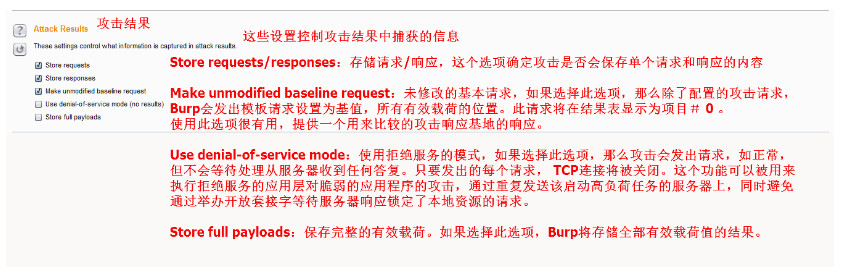 Attack Results 攻击结果
这些设置控制攻击结果中捕获的信息
These settings control what information is captured in attack results.
Store requests
Store responses
Make unmodified baseline request
Use denial-of-service mode (no results)
Store full payloads
Store requests/responses：存储请求/响应，这个选项确定攻击是否会保存单个请求和响应的内容
Make unmodified baseline request：未修改的基本请求，如果选择此选项，那么除了配置的攻击请求，
Burp会发出模板请求设置为基值，所有有效载荷的位置。此请求将在结果表显示为项目＃ 0 。
使用此选项很有用，提供一个用来比较的攻击响应基地的响应。
Use denial-of-service mode：使用拒绝服务的模式，如果选择此选项，那么攻击会发出请求，如正常，
但不会等待处理从服务器收到任何答复。只要发出的每个请求， TCP连接将被关闭。这个功能可以被用来
执行拒绝服务的应用层对脆弱的应用程序的攻击，通过重复发送该启动高负荷任务的服务器上，同时避免
通过举办开放套接字等待服务器响应锁定了本地资源的请求。
Store full payloads：保存完整的有效载荷。如果选择此选项，Burp将存储全部有效载荷值的结果。